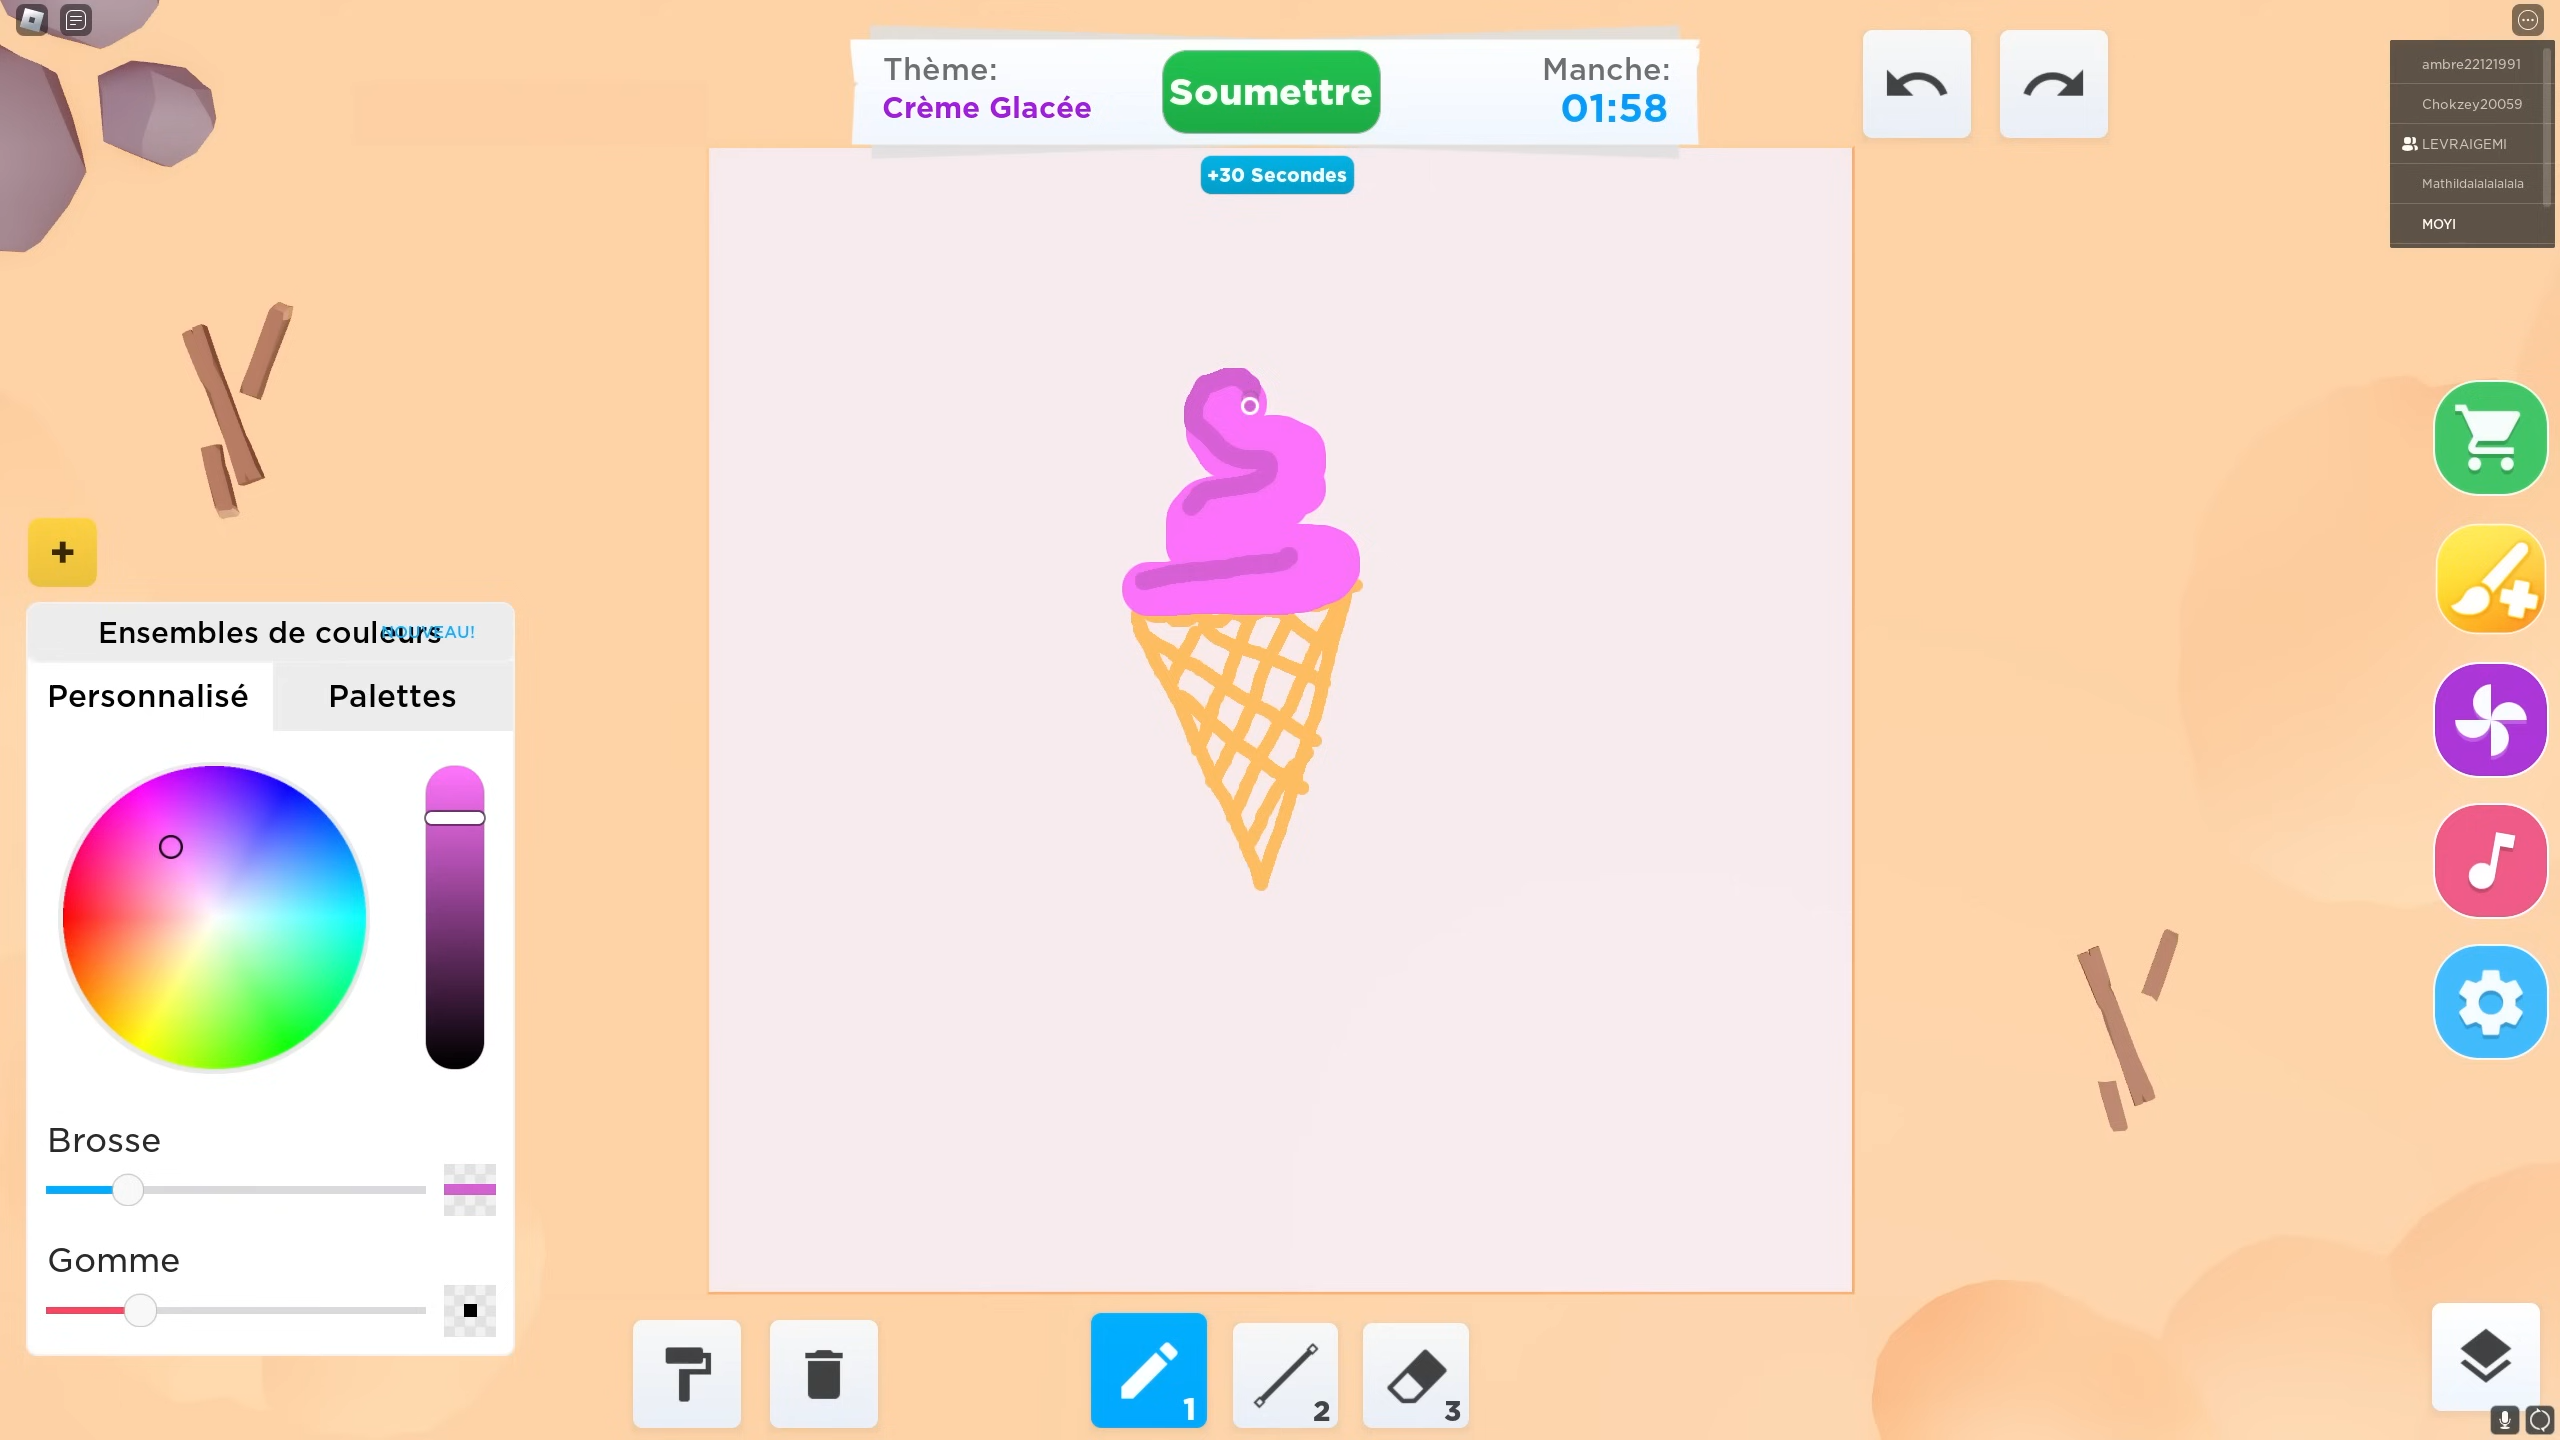 Thème:
Crème Glacée
Soumettre
Manche:
01:58
+30 Secondes
ambre22121991
Chokzey20059
LEVRAIGEMI
Mathildalalalalala
MOYI
+
Ensembles de couleurs
NOUVEAU!
Personnalisé
Palettes
Brosse
Gomme
1
2
3